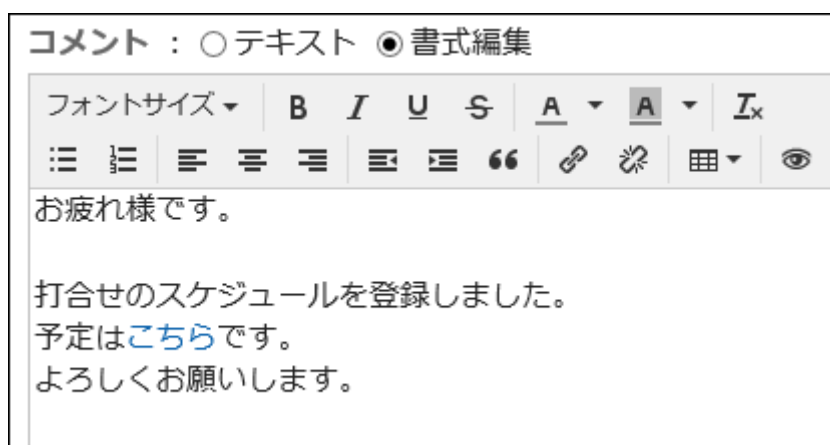 コメント : ○テキスト ◉書式編集
フォントサイズ
B I U S A A Tx
お疲れ様です。
打合せのスケジュールを登録しました。
予定はこちらです。
よろしくお願いします。